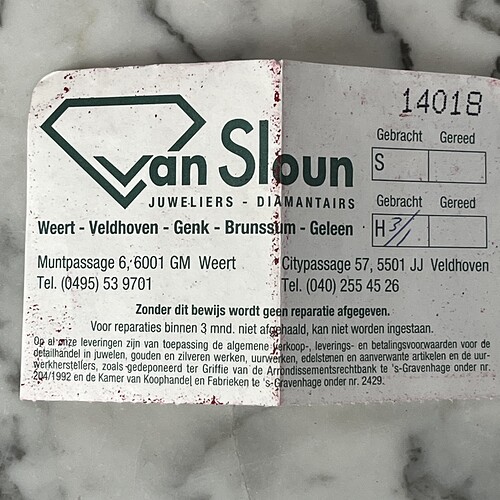 14018
van Sloun
JUWELIERS - DIAMANTAIRS
Gebracht Gereed
S
Gebracht Gereed
H 3/1
Weert - Veldhoven - Genk - Brunssum - Geleen
Muntpassage 6, 6001 GM Weert
Tel. (0495) 53 9701
Citypassage 57, 5501 JJ Veldhoven
Tel. (040) 255 45 26
Zonder dit bewijs wordt geen reparatie afgegeven.
Voor reparaties binnen 3 mnd. niet afgehaald, kan niet worden ingestaan.
Op al onze leveringen zijn van toepassing de algemene verkoop-, leverings- en betalingsvoorwaarden voor de
detailhandel in juwelen, gouden en zilveren werken, uurwerken, edelstenen en aanverwante artikelen en de uur-
werkherstellers, zoals gedeponeerd ter Griffie van de Arrondissementsrechtbank te 's-Gravenhage onder nr.
204/1992 en de Kamer van Koophandel en Fabrieken te 's-Gravenhage onder nr. 2429.